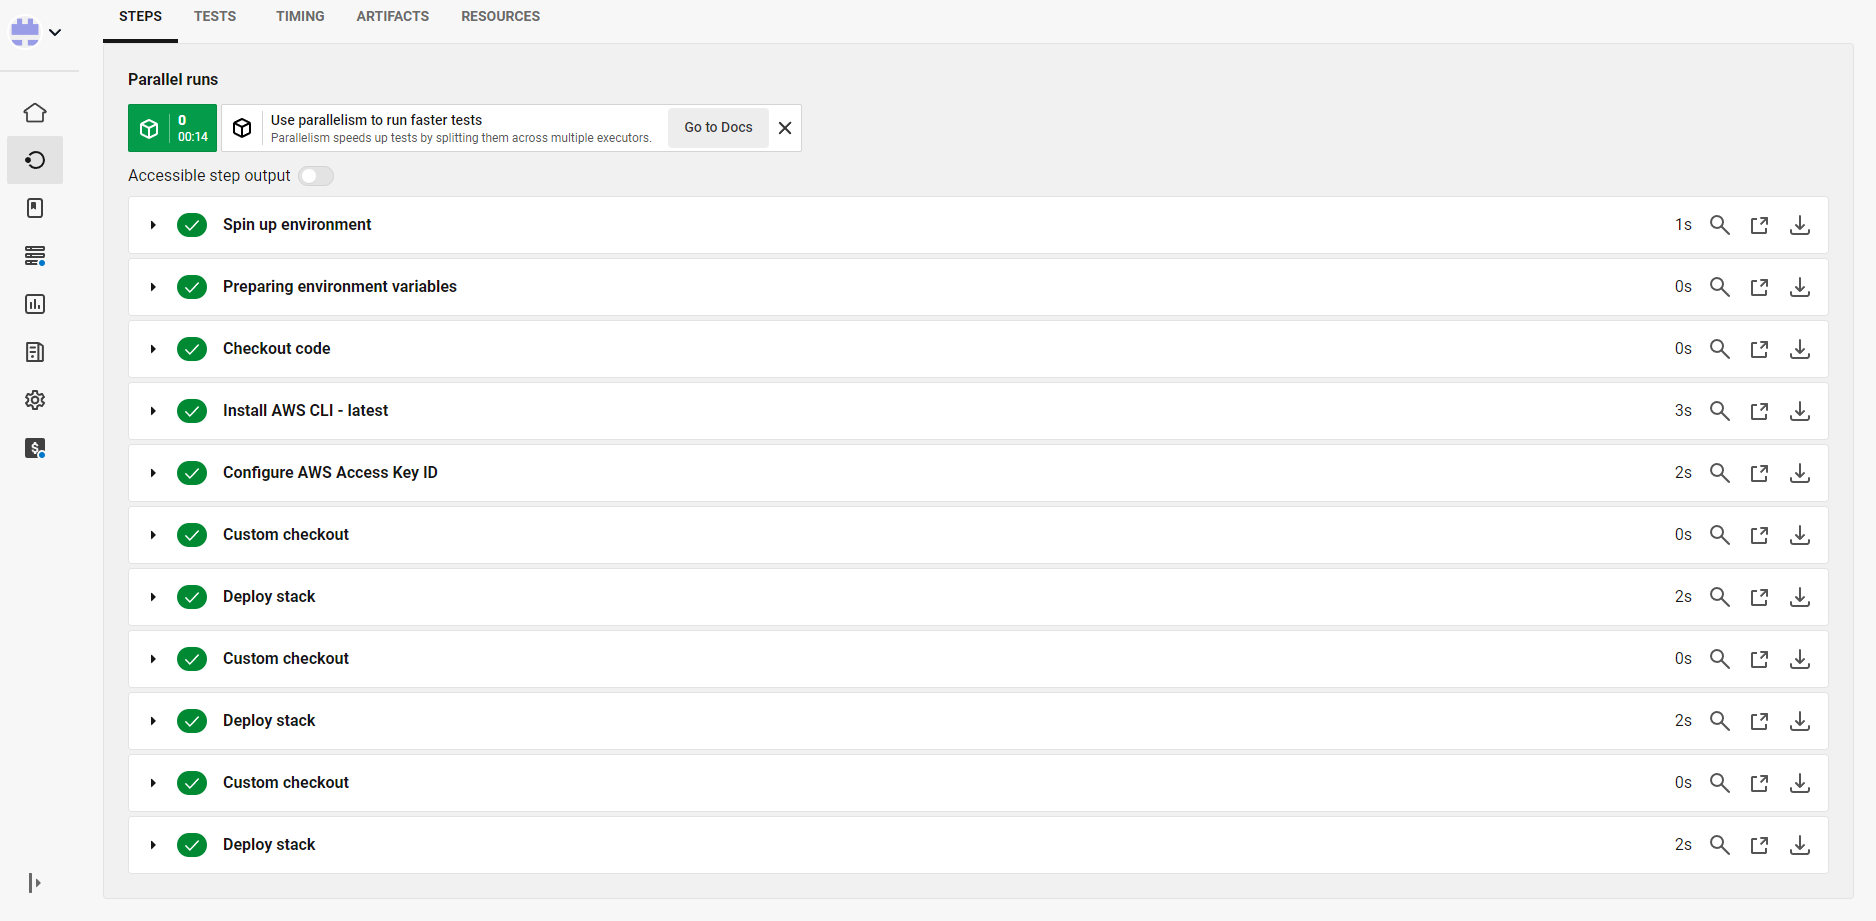 STEPS TESTS TIMING ARTIFACTS RESOURCES
Parallel runs
0
00:14
Use parallelism to run faster tests
Parallelism speeds up tests by splitting them across multiple executors.
Go to Docs
Accessible step output
Spin up environment 1s
Preparing environment variables 0s
Checkout code 0s
Install AWS CLI - latest 3s
Configure AWS Access Key ID 2s
Custom checkout 0s
Deploy stack 2s
Custom checkout 0s
Deploy stack 2s
Custom checkout 0s
Deploy stack 2s